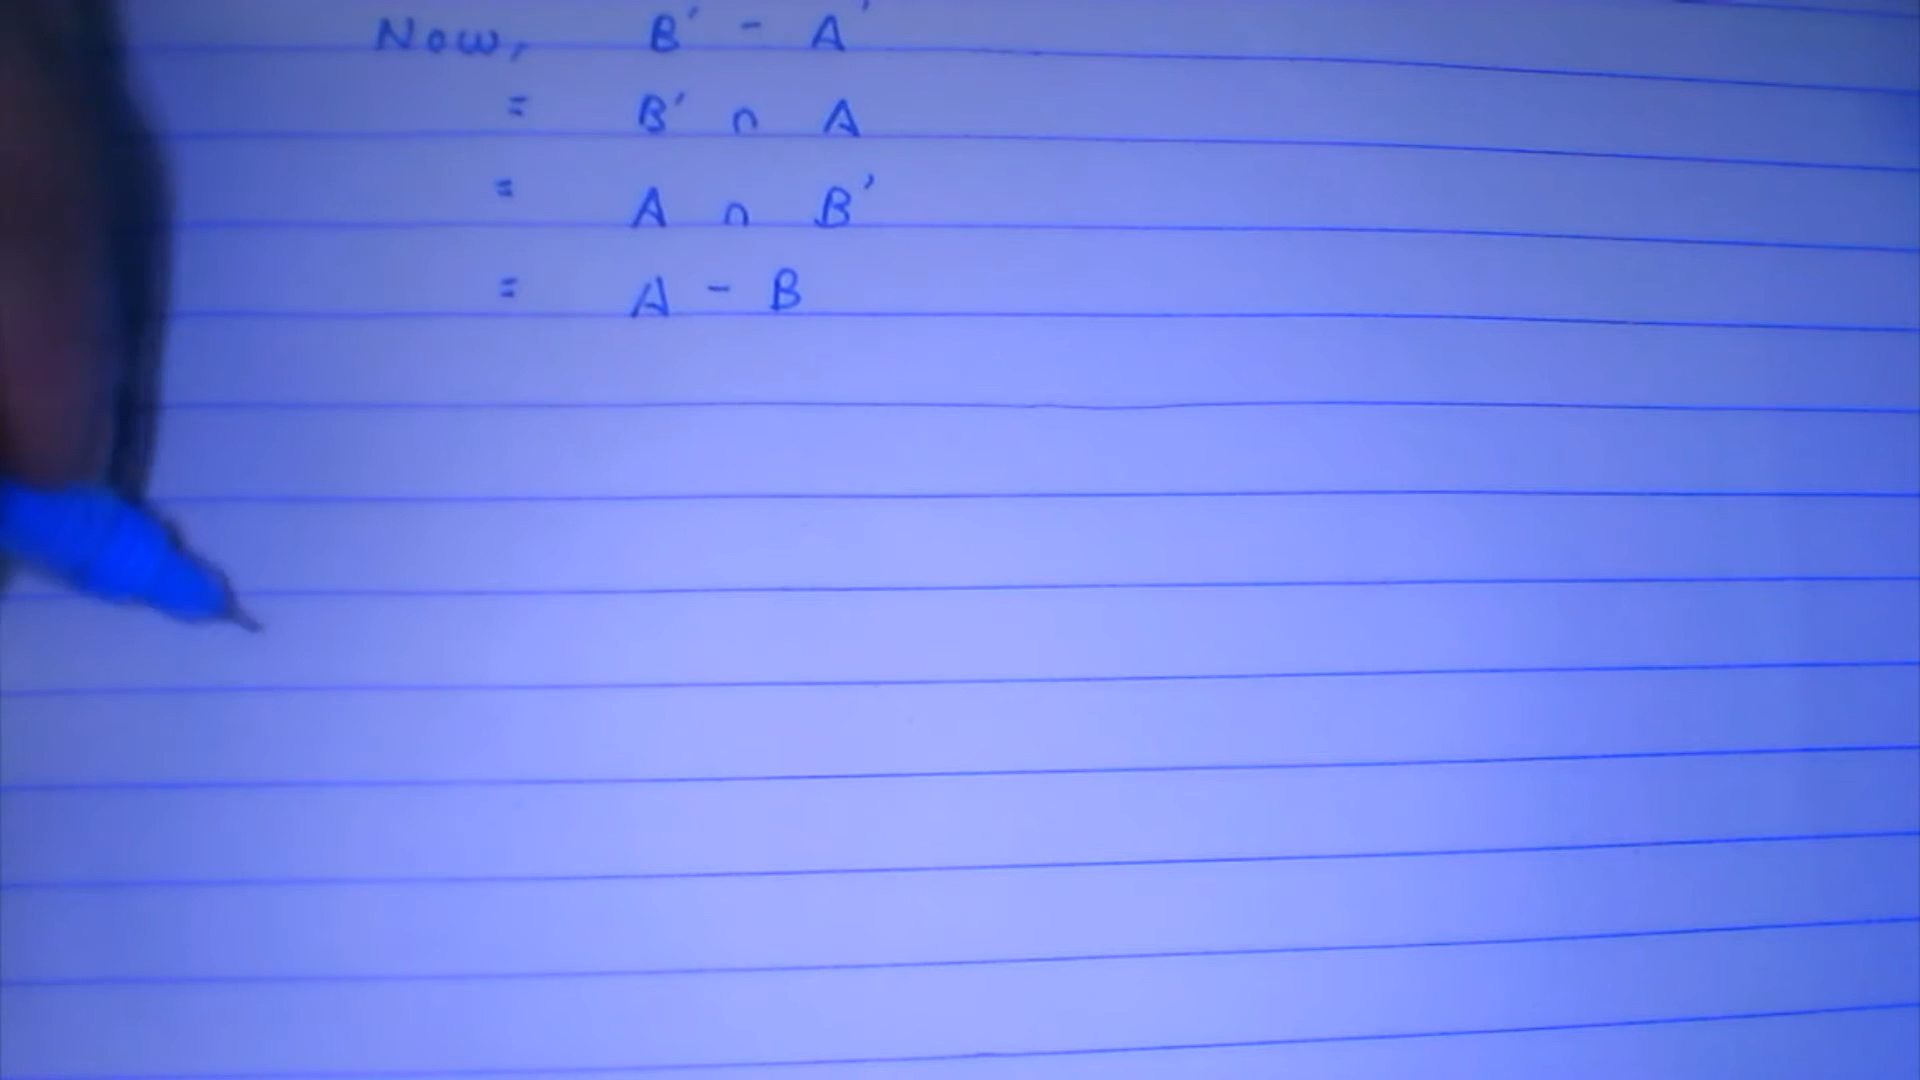 Now, B' - A'
= B' ∩ A
= A ∩ B'
= A - B